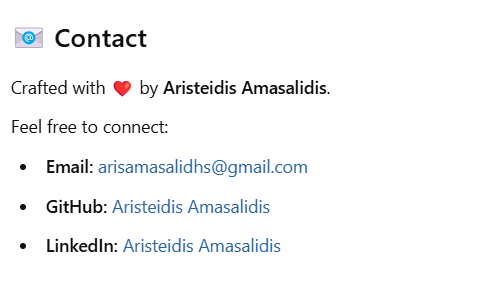 📧 Contact
Crafted with ❤️ by Aristeidis Amasalidis.
Feel free to connect:
• Email: arisamasalidhs@gmail.com
• GitHub: Aristeidis Amasalidis
• LinkedIn: Aristeidis Amasalidis